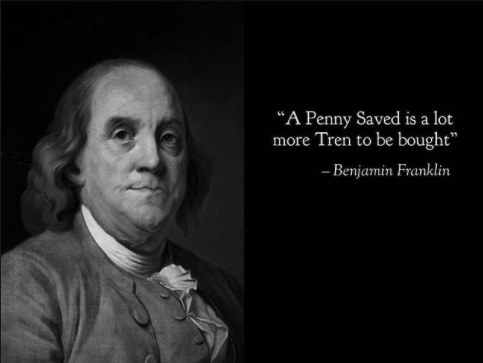 “A Penny Saved is a lot
more Tren to be bought”
– Benjamin Franklin